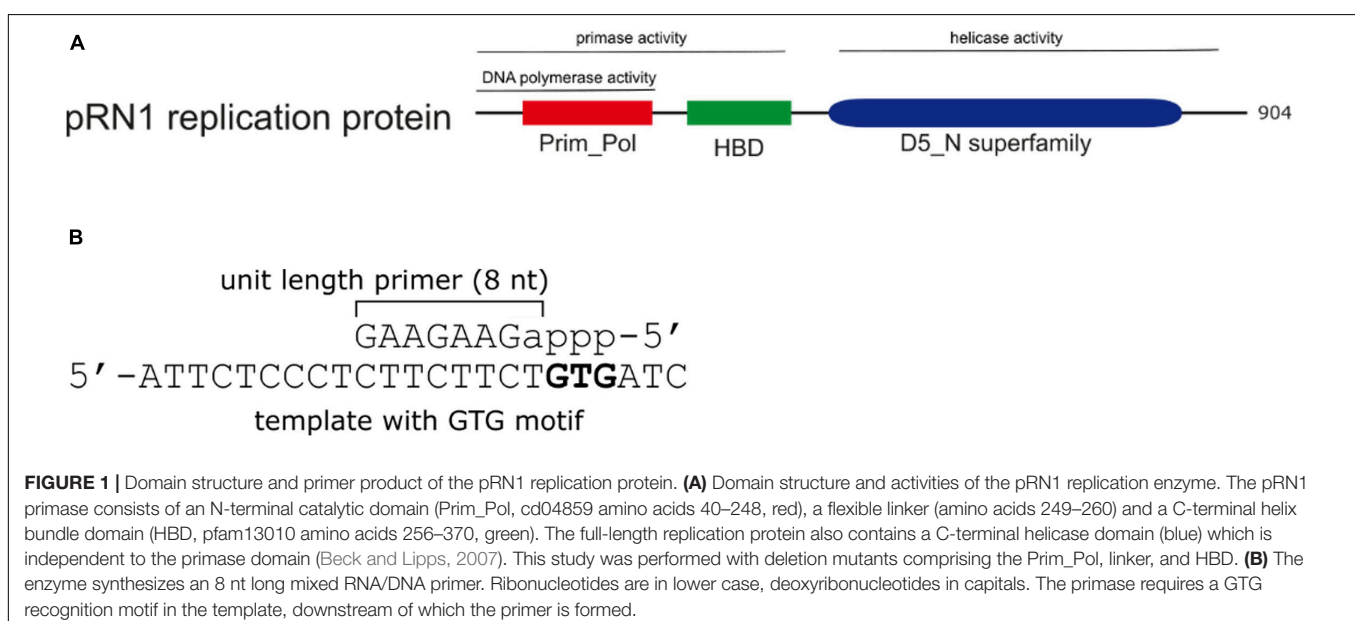 A
primase activity
helicase activity
DNA polymerase activity
pRN1 replication protein
904
Prim_Pol
HBD
D5_N superfamily
B
unit length primer (8 nt)
GAAGAAGappp-5′
5′-ATTCTCCCTCTTCTTCTGTGATC
template with GTG motif
FIGURE 1 | Domain structure and primer product of the pRN1 replication protein. (A) Domain structure and activities of the pRN1 replication enzyme. The pRN1
primase consists of an N-terminal catalytic domain (Prim_Pol, cd04859 amino acids 40–248, red), a flexible linker (amino acids 249–260) and a C-terminal helix
bundle domain (HBD, pfam13010 amino acids 256–370, green). The full-length replication protein also contains a C-terminal helicase domain (blue) which is
independent to the primase domain (Beck and Lipps, 2007). This study was performed with deletion mutants comprising the Prim_Pol, linker, and HBD. (B) The
enzyme synthesizes an 8 nt long mixed RNA/DNA primer. Ribonucleotides are in lower case, deoxyribonucleotides in capitals. The primase requires a GTG
recognition motif in the template, downstream of which the primer is formed.